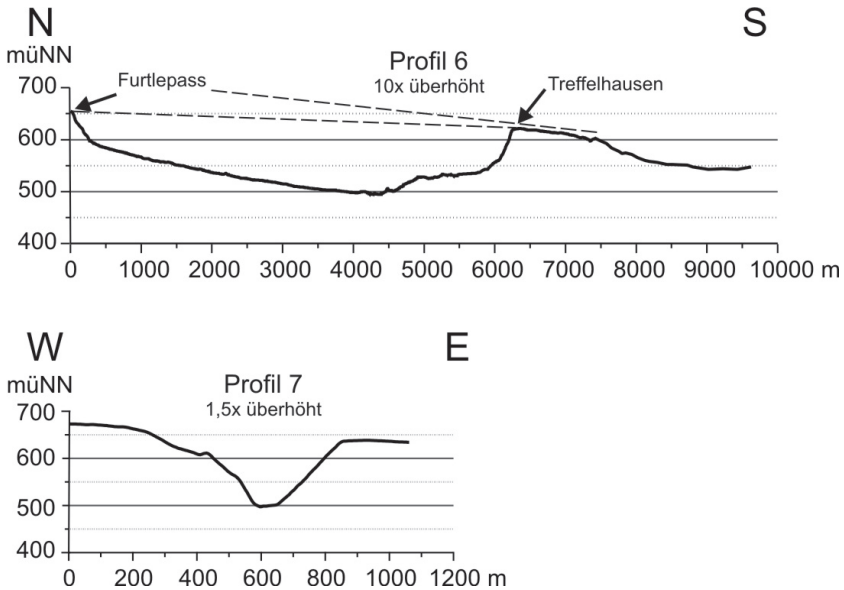 N S
müNN
Profil 6
10x überhöht
Furtlepass
Treffelhausen
700
600
500
400
0 1000 2000 3000 4000 5000 6000 7000 8000 9000 10000 m
W E
müNN
Profil 7
1,5x überhöht
700
600
500
400
0 200 400 600 800 1000 1200 m